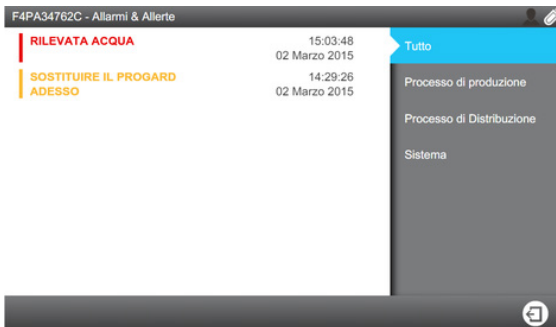 F4PA34762C - Allarmi & Allerte
RILEVATA ACQUA
15:03:48
02 Marzo 2015
SOSTITUIRE IL PROGARD
ADESSO
14:29:26
02 Marzo 2015
Tutto
Processo di produzione
Processo di Distribuzione
Sistema